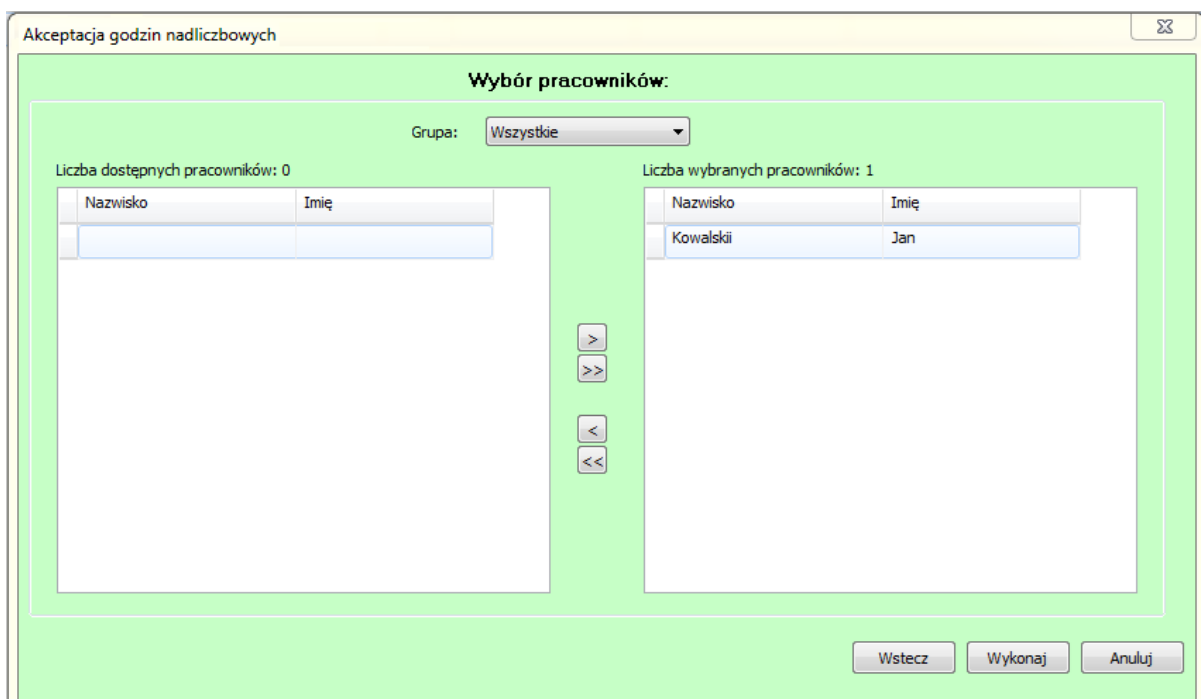 Akceptacja godzin nadliczbowych
Wybór pracowników:
Grupa: Wszystkie
Liczba dostępnych pracowników: 0
Liczba wybranych pracowników: 1
Nazwisko Imię
Nazwisko Imię
Kowalskii Jan
>
>>
<
<<
Wstecz Wykonaj Anuluj